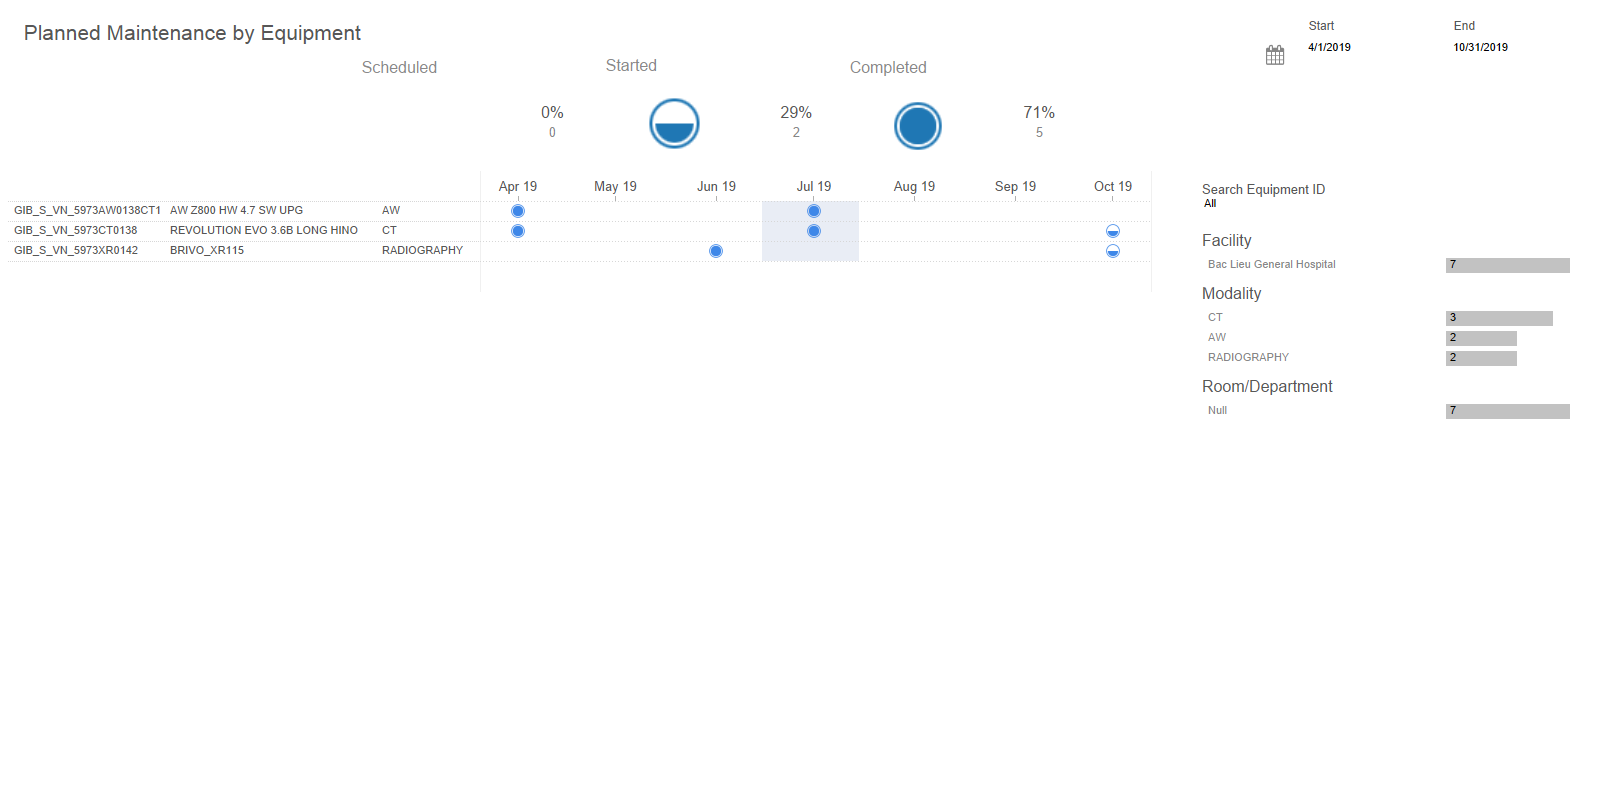 Planned Maintenance by Equipment
Start
End
4/1/2019
10/31/2019
Scheduled
Started
Completed
0%
0
29%
2
71%
5
Apr 19 May 19 Jun 19 Jul 19 Aug 19 Sep 19 Oct 19
GIB_S_VN_5973AW0138CT1 AW Z800 HW 4.7 SW UPG AW
GIB_S_VN_5973CT0138 REVOLUTION EVO 3.6B LONG HINO CT
GIB_S_VN_5973XR0142 BRIVO_XR115 RADIOGRAPHY
Search Equipment ID
All
Facility
Bac Lieu General Hospital 7
Modality
CT 3
AW 2
RADIOGRAPHY 2
Room/Department
Null 7